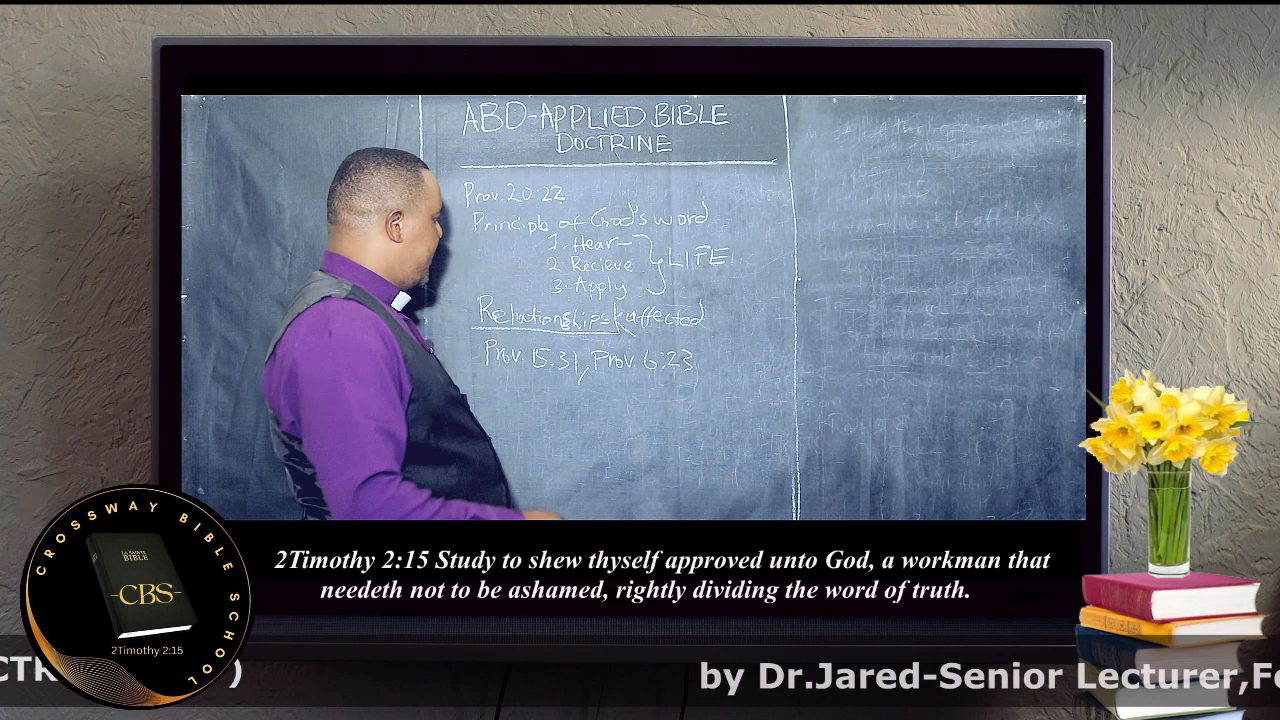 ABD-APPLIED BIBLE
DOCTRINE
Prov. 20:22
Principle of God's word
1. Hear
2. Recieve
3. Apply
LIFE
Relationships affected
Prov. 15:31, Prov. 6:23
2Timothy 2:15 Study to shew thyself approved unto God, a workman that
needeth not to be ashamed, rightly dividing the word of truth.
CROSSWAY BIBLE SCHOOL
LA SAINTE
BIBLE
CBS
2Timothy 2:15
CTR
)
by Dr.Jared-Senior Lecturer,Fo